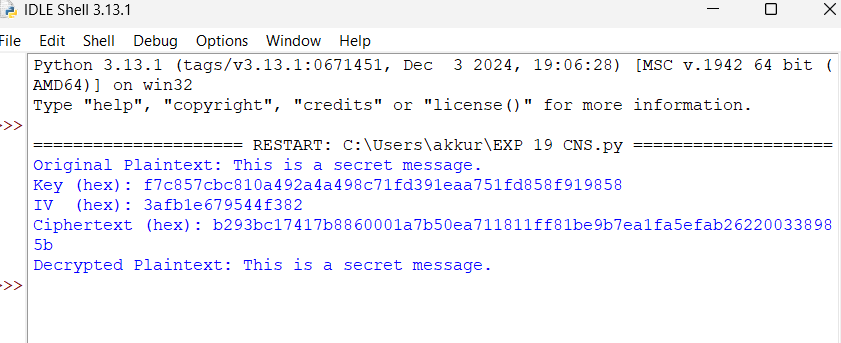 IDLE Shell 3.13.1
File Edit Shell Debug Options Window Help
Python 3.13.1 (tags/v3.13.1:0671451, Dec  3 2024, 19:06:28) [MSC v.1942 64 bit (
AMD64)] on win32
Type "help", "copyright", "credits" or "license()" for more information.
>>>
===================== RESTART: C:\Users\akkur\EXP 19 CNS.py ====================
Original Plaintext: This is a secret message.
Key (hex): f7c857cbc810a492a4a498c71fd391eaa751fd858f919858
IV  (hex): 3afb1e679544f382
Ciphertext (hex): b293bc17417b8860001a7b50ea711811ff81be9b7ea1fa5efab26220033898
5b
Decrypted Plaintext: This is a secret message.
>>>